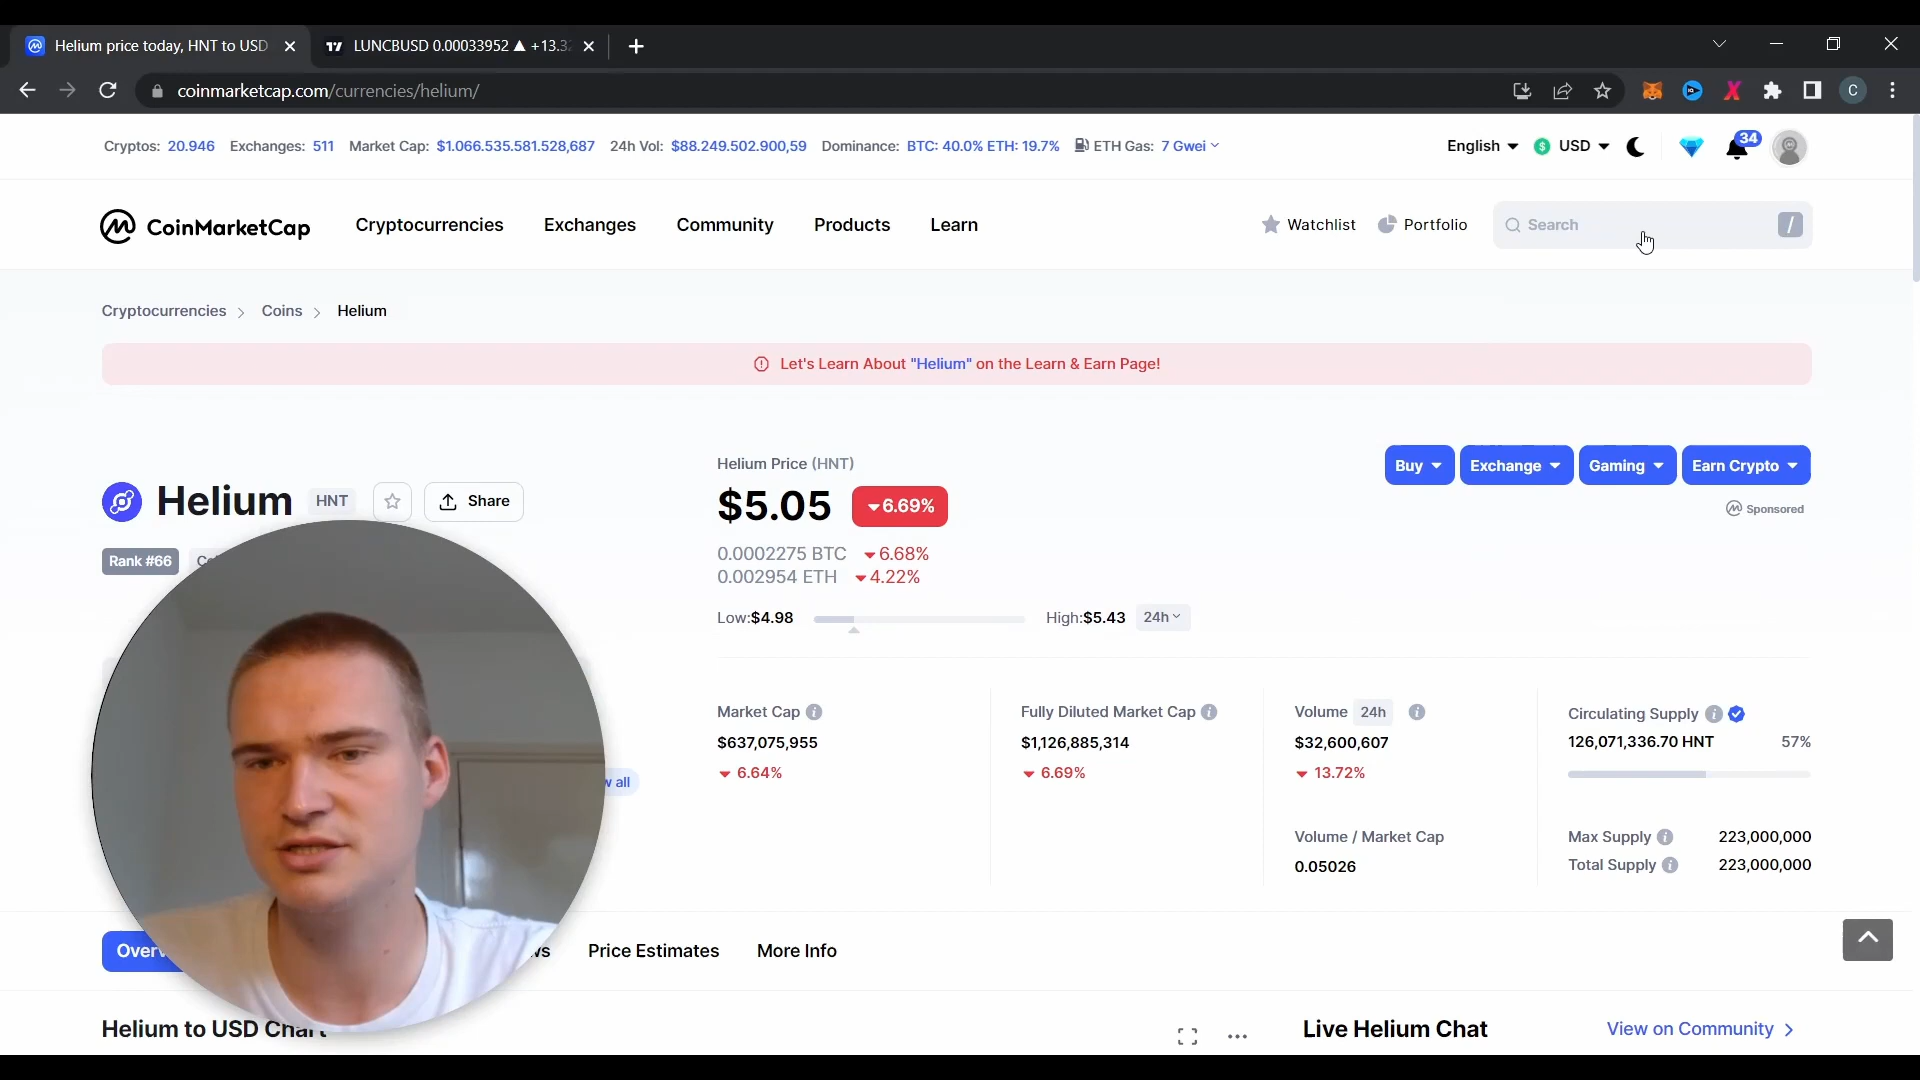 Helium price today, HNT to USD
LUNCBUSD 0.00033952 ▲ +13.3
coinmarketcap.com/currencies/helium/
Cryptos: 20.946 Exchanges: 511 Market Cap: $1.066.535.581.528,687 24h Vol: $88.249.502.900,59 Dominance: BTC: 40.0% ETH: 19.7% ETH Gas: 7 Gwei
English $ USD 34
C
CoinMarketCap Cryptocurrencies Exchanges Community Products Learn Watchlist Portfolio Search /
Cryptocurrencies > Coins > Helium
Let's Learn About "Helium" on the Learn & Earn Page!
Helium HNT Share
Rank #66
Helium Price (HNT)
$5.05 6.69%
0.0002275 BTC 6.68%
0.002954 ETH 4.22%
Low:$4.98 High:$5.43 24h
Buy Exchange Gaming Earn Crypto
Sponsored
Market Cap
$637,075,955
6.64%
Fully Diluted Market Cap
$1,126,885,314
6.69%
Volume 24h
$32,600,607
13.72%
Volume / Market Cap
0.05026
Circulating Supply
126,071,336.70 HNT 57%
Max Supply 223,000,000
Total Supply 223,000,000
all
Price Estimates More Info
Helium to USD Chart
Live Helium Chat View on Community >